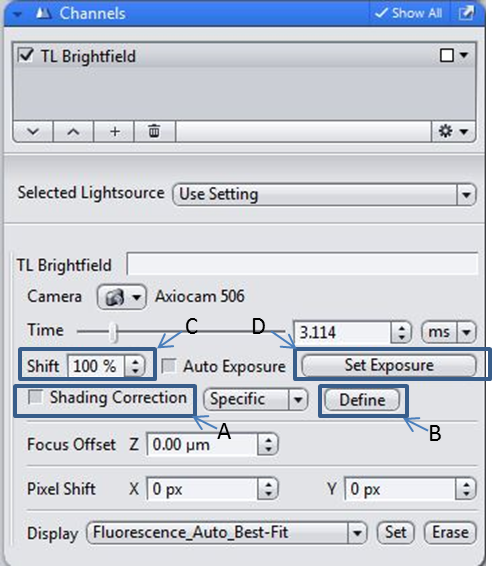 Channels Show All
TL Brightfield
Selected Lightsource Use Setting
TL Brightfield
Camera Axiocam 506
C D
Time 3.114 ms
Shift 100 % Auto Exposure Set Exposure
Shading Correction Specific Define
A B
Focus Offset Z 0.00 µm
Pixel Shift X 0 px Y 0 px
Display Fluorescence_Auto_Best-Fit Set Erase